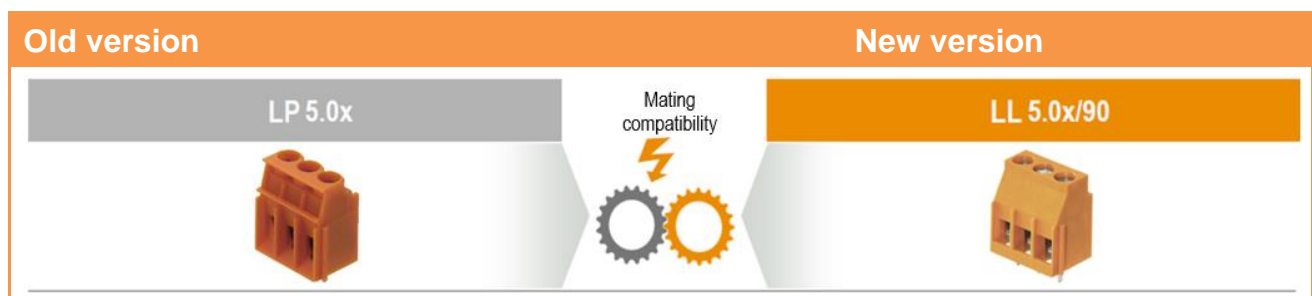 Old version New version
LP 5.0x
Mating
compatibility
LL 5.0x/90